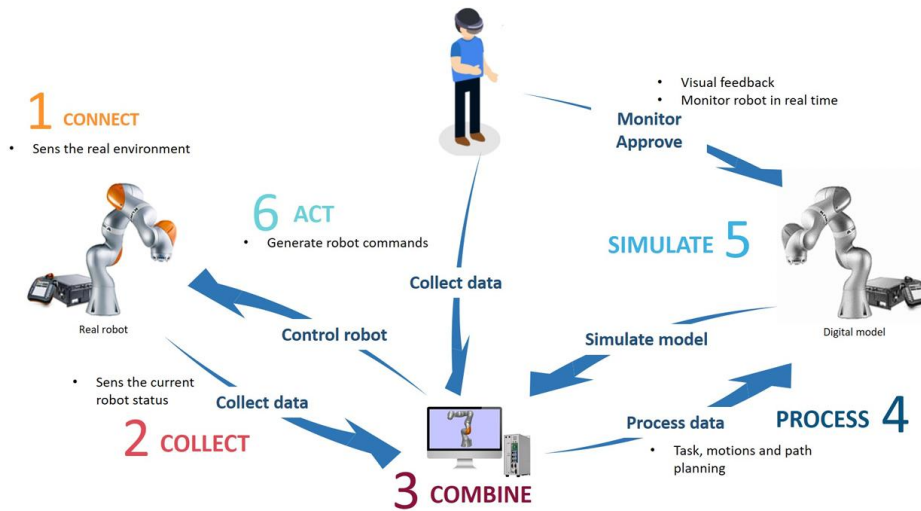 1 CONNECT
• Sens the real environment
Real robot
• Sens the current
robot status
2 COLLECT
Collect data
3 COMBINE
Process data
• Task, motions and path
planning
PROCESS 4
SIMULATE 5
Simulate model
Digital model
Monitor
Approve
• Visual feedback
• Monitor robot in real time
Collect data
6 ACT
• Generate robot commands
Control robot